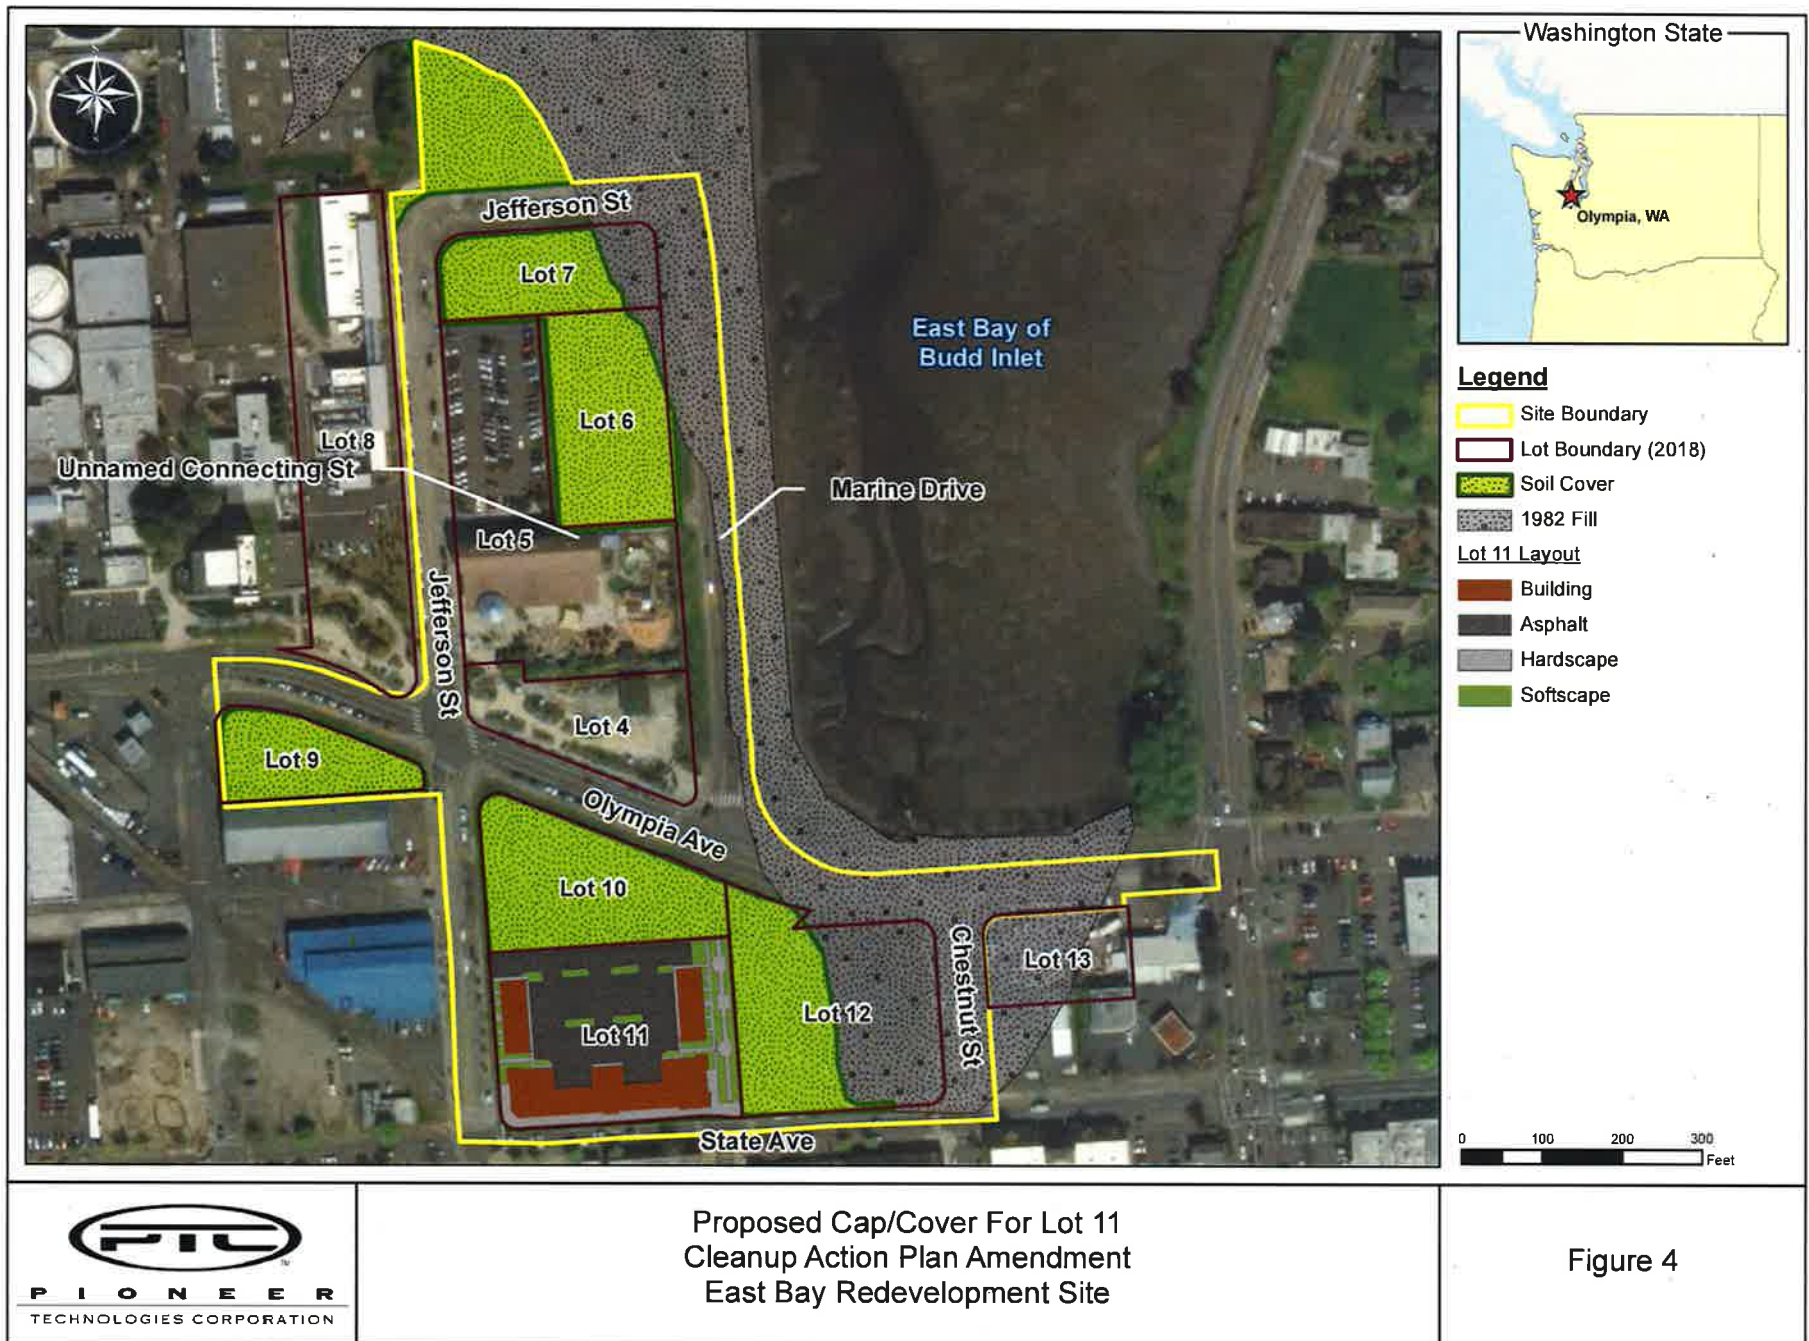 Washington State
Olympia, WA
Jefferson St
Lot 7
East Bay of
Budd Inlet
Lot 6
Lot 8
Unnamed Connecting St
Marine Drive
Lot 5
Jefferson St
Lot 4
Lot 9
Olympia Ave
Lot 10
Chestnut St
Lot 13
Lot 12
Lot 11
State Ave
Legend
Site Boundary
Lot Boundary (2018)
Soil Cover
1982 Fill
Lot 11 Layout
Building
Asphalt
Hardscape
Softscape
0 100 200 300
Feet
PTC
PIONEER
TECHNOLOGIES CORPORATION
Proposed Cap/Cover For Lot 11
Cleanup Action Plan Amendment
East Bay Redevelopment Site
Figure 4